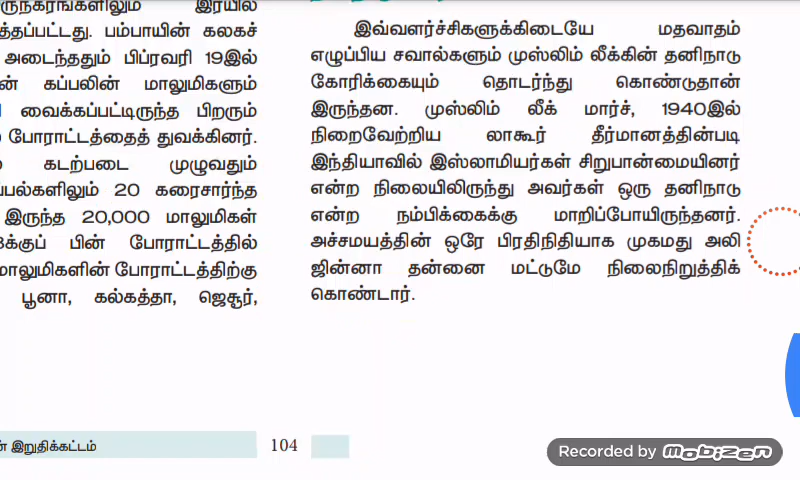 ருநகரங்களிலும் இரயில்
த்தப்பட்டது. பம்பாயின் கலகச்
அடைந்ததும் பிப்ரவரி 19இல்
ன் கப்பலின் மாலுமிகளும்
வைக்கப்பட்டிருந்த பிறரும்
போராட்டத்தைத் துவக்கினர்.
கடற்படை முழுவதும்
பல்களிலும் 20 கரைசார்ந்த
இருந்த 20,000 மாலுமிகள்
க்குப் பின் போராட்டத்தில்
மாலுமிகளின் போராட்டத்திற்கு
பூனா, கல்கத்தா, ஜெசூர்,
இவ்வளர்ச்சிகளுக்கிடையே மதவாதம்
எழுப்பிய சவால்களும் முஸ்லிம் லீக்கின் தனிநாடு
கோரிக்கையும் தொடர்ந்து கொண்டுதான்
இருந்தன. முஸ்லிம் லீக் மார்ச், 1940இல்
நிறைவேற்றிய லாகூர் தீர்மானத்தின்படி
இந்தியாவில் இஸ்லாமியர்கள் சிறுபான்மையினர்
என்ற நிலையிலிருந்து அவர்கள் ஒரு தனிநாடு
என்ற நம்பிக்கைக்கு மாறிப்போயிருந்தனர்.
அச்சமயத்தின் ஒரே பிரதிநிதியாக முகமது அலி
ஜின்னா தன்னை மட்டுமே நிலைநிறுத்திக்
கொண்டார்.
ன் இறுதிக்கட்டம் 104
Recorded by Mobizen